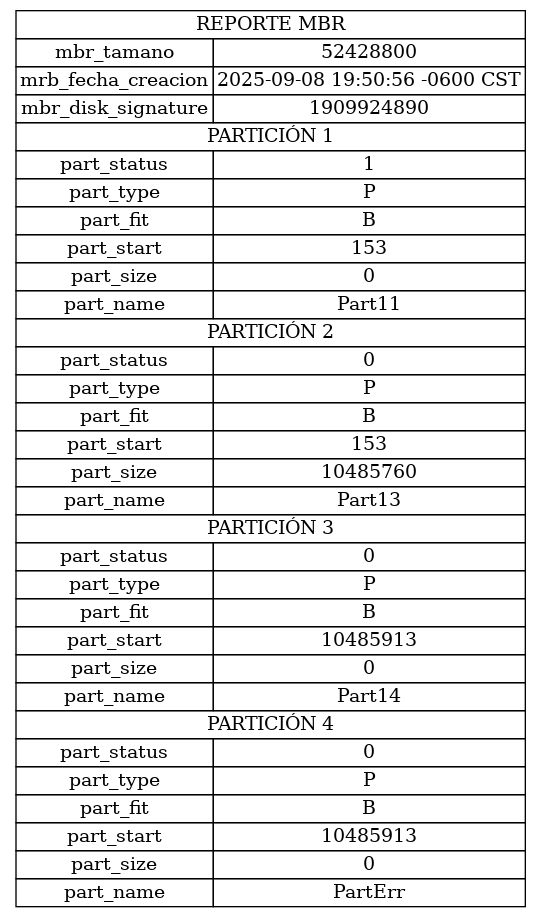 REPORTE MBR
mbr_tamano 52428800
mrb_fecha_creacion 2025-09-08 19:50:56 -0600 CST
mbr_disk_signature 1909924890
PARTICIÓN 1
part_status 1
part_type P
part_fit B
part_start 153
part_size 0
part_name Part11
PARTICIÓN 2
part_status 0
part_type P
part_fit B
part_start 153
part_size 10485760
part_name Part13
PARTICIÓN 3
part_status 0
part_type P
part_fit B
part_start 10485913
part_size 0
part_name Part14
PARTICIÓN 4
part_status 0
part_type P
part_fit B
part_start 10485913
part_size 0
part_name PartErr